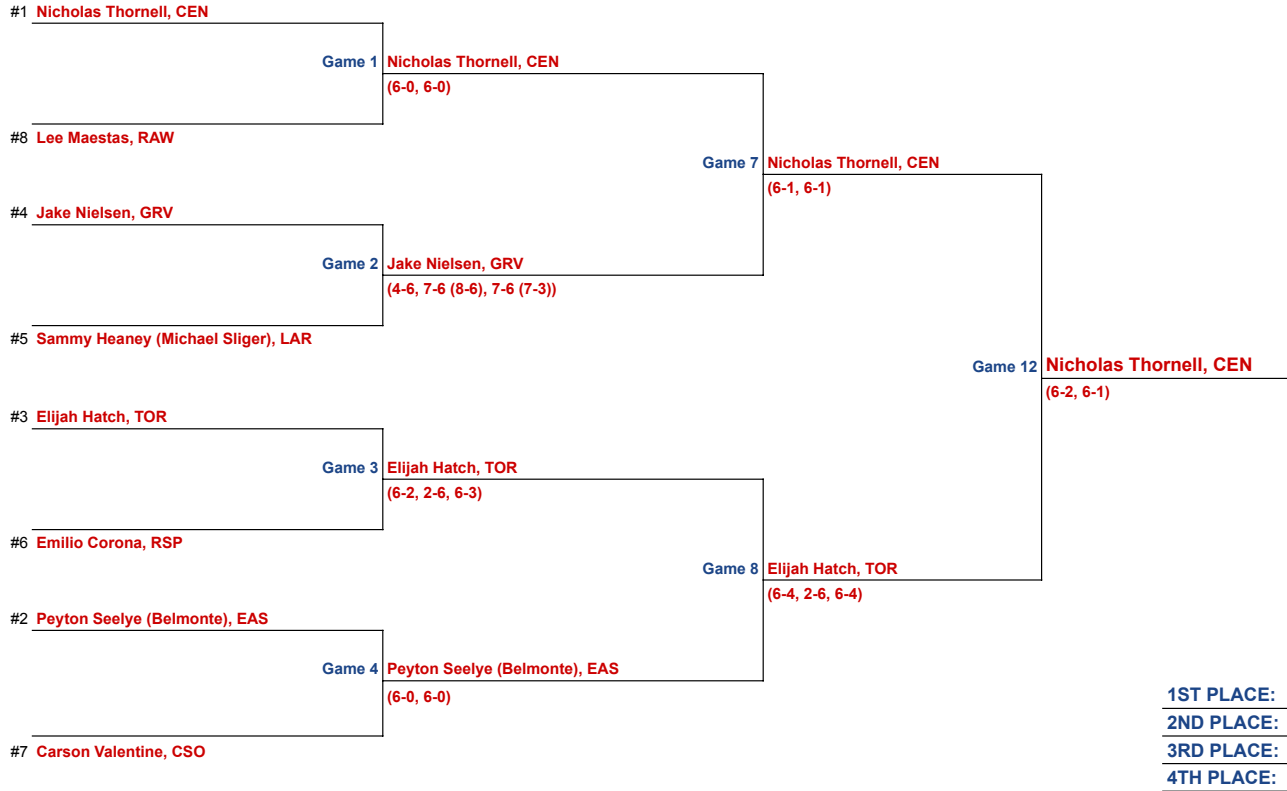 #1 Nicholas Thornell, CEN
Game 1 Nicholas Thornell, CEN
(6-0, 6-0)
#8 Lee Maestas, RAW
Game 7 Nicholas Thornell, CEN
(6-1, 6-1)
#4 Jake Nielsen, GRV
Game 2 Jake Nielsen, GRV
(4-6, 7-6 (8-6), 7-6 (7-3))
#5 Sammy Heaney (Michael Sliger), LAR
Game 12 Nicholas Thornell, CEN
(6-2, 6-1)
#3 Elijah Hatch, TOR
Game 3 Elijah Hatch, TOR
(6-2, 2-6, 6-3)
#6 Emilio Corona, RSP
Game 8 Elijah Hatch, TOR
(6-4, 2-6, 6-4)
#2 Peyton Seelye (Belmonte), EAS
Game 4 Peyton Seelye (Belmonte), EAS
(6-0, 6-0)
#7 Carson Valentine, CSO
1ST PLACE:
2ND PLACE:
3RD PLACE:
4TH PLACE: